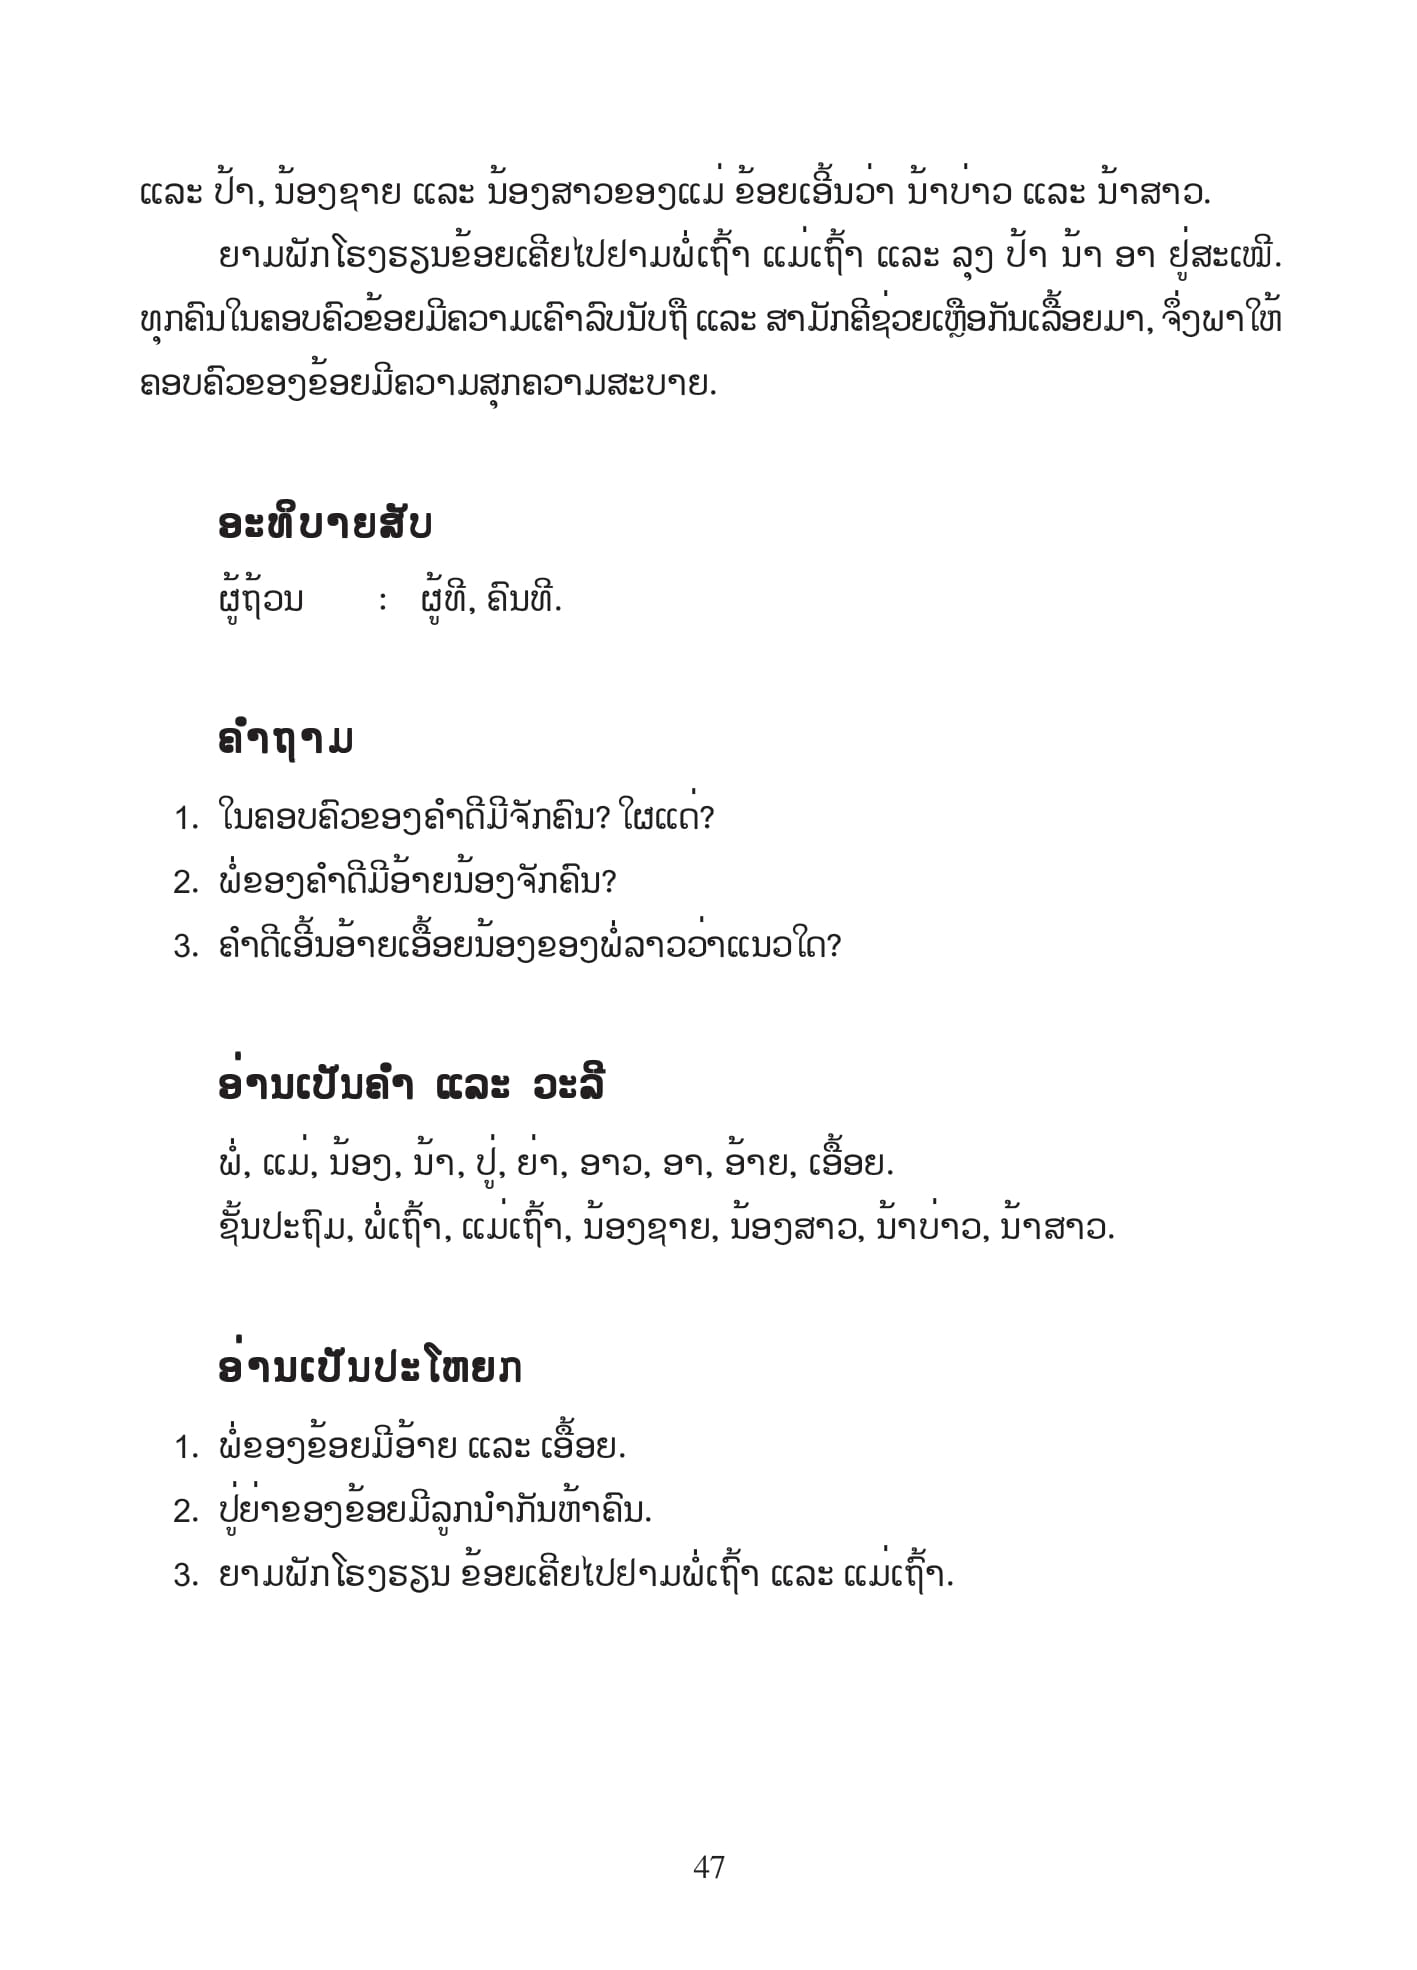 ແລະ ປ້າ, ນ້ອງຊາຍ ແລະ ນ້ອງສາວຂອງແມ່ ຂ້ອຍເອີ້ນວ່າ ນ້າບ່າວ ແລະ ນ້າສາວ.
ຍາມພັກໂຮງຮຽນຂ້ອຍເຄີຍໄປຢາມພໍ່ເຖົ້າ ແມ່ເຖົ້າ ແລະ ລຸງ ປ້າ ນ້າ ອາ ຢູ່ສະເໝີ.
ທຸກຄົນໃນຄອບຄົວຂ້ອຍມີຄວາມເຄົາລົບນັບຖື ແລະ ສາມັກຄີຊ່ວຍເຫຼືອກັນເລື້ອຍມາ, ຈຶ່ງພາໃຫ້
ຄອບຄົວຂອງຂ້ອຍມີຄວາມສຸກຄວາມສະບາຍ.
ອະທິບາຍສັບ
ຜູ້ຖ້ວນ : ຜູ້ທີ, ຄົນທີ.
ຄຳຖາມ
1. ໃນຄອບຄົວຂອງຄຳດີມີຈັກຄົນ? ໃຜແດ່?
2. ພໍ່ຂອງຄຳດີມີອ້າຍນ້ອງຈັກຄົນ?
3. ຄຳດີເອີ້ນອ້າຍເອື້ອຍນ້ອງຂອງພໍ່ລາວວ່າແນວໃດ?
ອ່ານເປັນຄຳ ແລະ ວະລີ
ພໍ່, ແມ່, ນ້ອງ, ນ້າ, ປູ່, ຍ່າ, ອາວ, ອາ, ອ້າຍ, ເອື້ອຍ.
ຊັ້ນປະຖົມ, ພໍ່ເຖົ້າ, ແມ່ເຖົ້າ, ນ້ອງຊາຍ, ນ້ອງສາວ, ນ້າບ່າວ, ນ້າສາວ.
ອ່ານເປັນປະໂຫຍກ
1. ພໍ່ຂອງຂ້ອຍມີອ້າຍ ແລະ ເອື້ອຍ.
2. ປູ່ຍ່າຂອງຂ້ອຍມີລູກນຳກັນຫ້າຄົນ.
3. ຍາມພັກໂຮງຮຽນ ຂ້ອຍເຄີຍໄປຢາມພໍ່ເຖົ້າ ແລະ ແມ່ເຖົ້າ.
47